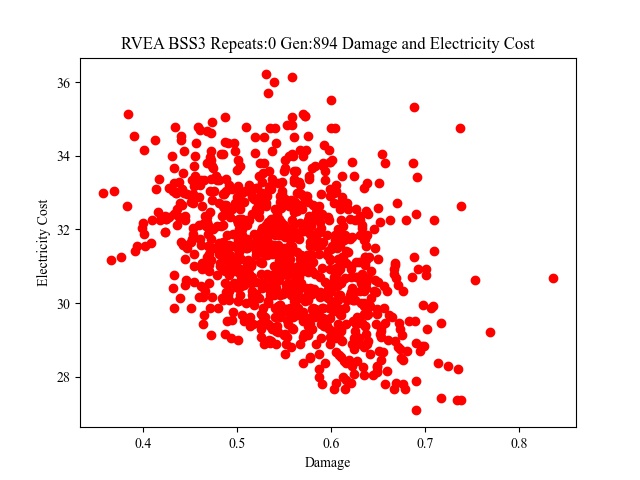 RVEA BSS3 Repeats:0 Gen:894 Damage and Electricity Cost
36
34
32
30
28
Electricity Cost
0.4 0.5 0.6 0.7 0.8
Damage